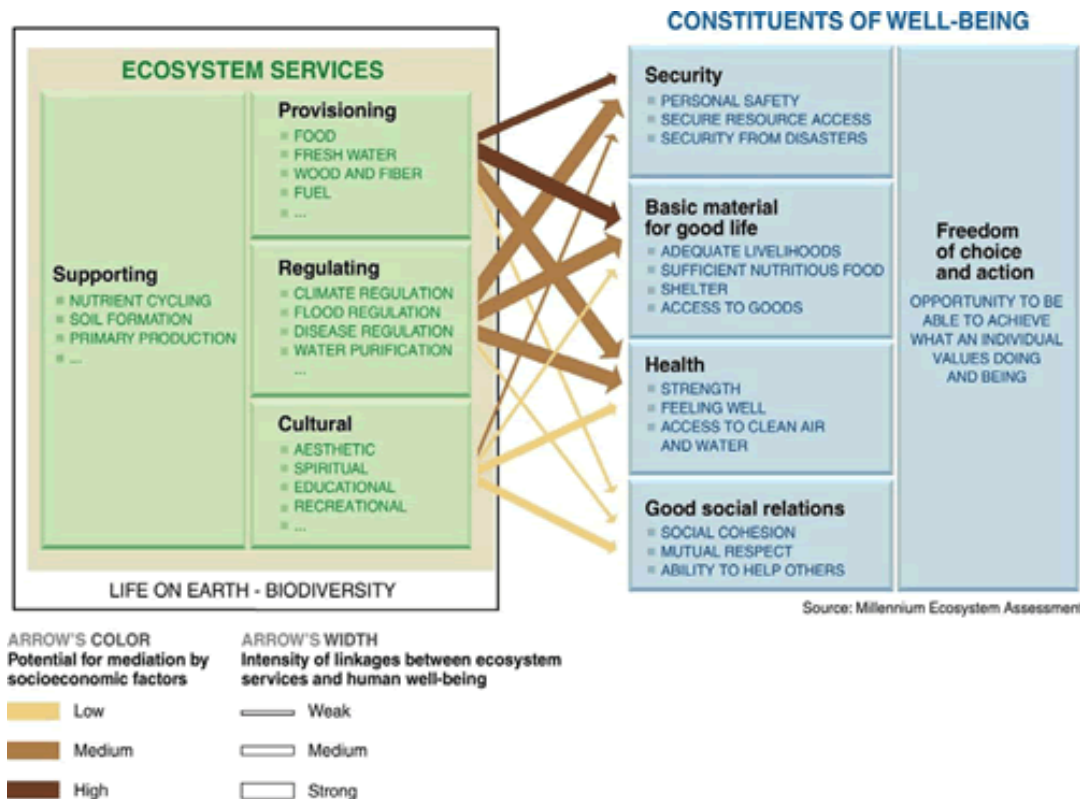 CONSTITUENTS OF WELL-BEING
ECOSYSTEM SERVICES
Supporting
NUTRIENT CYCLING
SOIL FORMATION
PRIMARY PRODUCTION
...
Provisioning
FOOD
FRESH WATER
WOOD AND FIBER
FUEL
...
Regulating
CLIMATE REGULATION
FLOOD REGULATION
DISEASE REGULATION
WATER PURIFICATION
...
Cultural
AESTHETIC
SPIRITUAL
EDUCATIONAL
RECREATIONAL
...
LIFE ON EARTH - BIODIVERSITY
Security
PERSONAL SAFETY
SECURE RESOURCE ACCESS
SECURITY FROM DISASTERS
Basic material
for good life
ADEQUATE LIVELIHOODS
SUFFICIENT NUTRITIOUS FOOD
SHELTER
ACCESS TO GOODS
Health
STRENGTH
FEELING WELL
ACCESS TO CLEAN AIR
AND WATER
Good social relations
SOCIAL COHESION
MUTUAL RESPECT
ABILITY TO HELP OTHERS
Freedom
of choice
and action
OPPORTUNITY TO BE
ABLE TO ACHIEVE
WHAT AN INDIVIDUAL
VALUES DOING
AND BEING
Source: Millennium Ecosystem Assessment
ARROW'S COLOR
Potential for mediation by
socioeconomic factors
Low
Medium
High
ARROW'S WIDTH
Intensity of linkages between ecosystem
services and human well-being
Weak
Medium
Strong